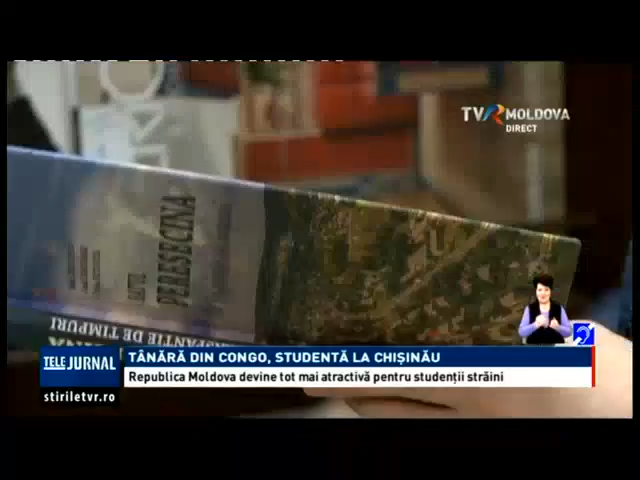 TVR MOLDOVA
DIRECT
PERESECINA
DE TIMPURI
TELE JURNAL
TÂNĂRĂ DIN CONGO, STUDENTĂ LA CHIȘINĂU
Republica Moldova devine tot mai atractivă pentru studenții străini
stiriletvr.ro